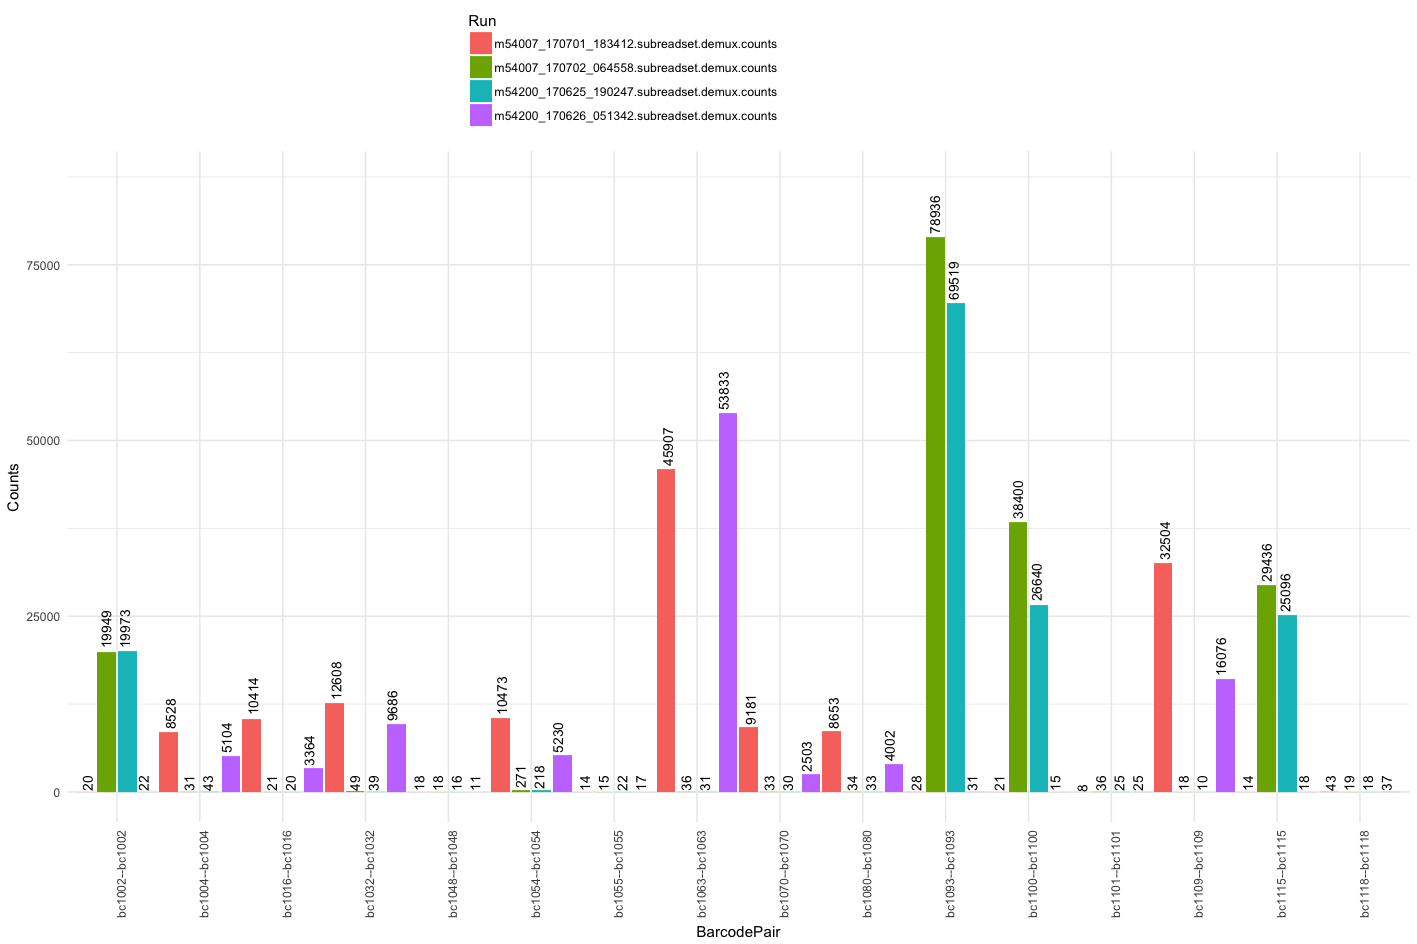 Run
m54007_170701_183412.subreadset.demux.counts
m54007_170702_064558.subreadset.demux.counts
m54200_170625_190247.subreadset.demux.counts
m54200_170626_051342.subreadset.demux.counts
Counts
75000
50000
25000
0
20
19949
19973
22
8528
31
43
5104
10414
21
20
3364
12608
49
39
9686
18
18
16
11
10473
271
218
5230
14
15
22
17
45907
36
31
53833
9181
33
30
2503
8653
34
33
4002
28
78936
69519
31
21
38400
26640
15
8
36
25
25
32504
18
10
16076
14
29436
25096
18
43
19
18
37
bc1002--bc1002
bc1004--bc1004
bc1016--bc1016
bc1032--bc1032
bc1048--bc1048
bc1054--bc1054
bc1055--bc1055
bc1063--bc1063
bc1070--bc1070
bc1080--bc1080
bc1093--bc1093
bc1100--bc1100
bc1101--bc1101
bc1109--bc1109
bc1115--bc1115
bc1118--bc1118
BarcodePair